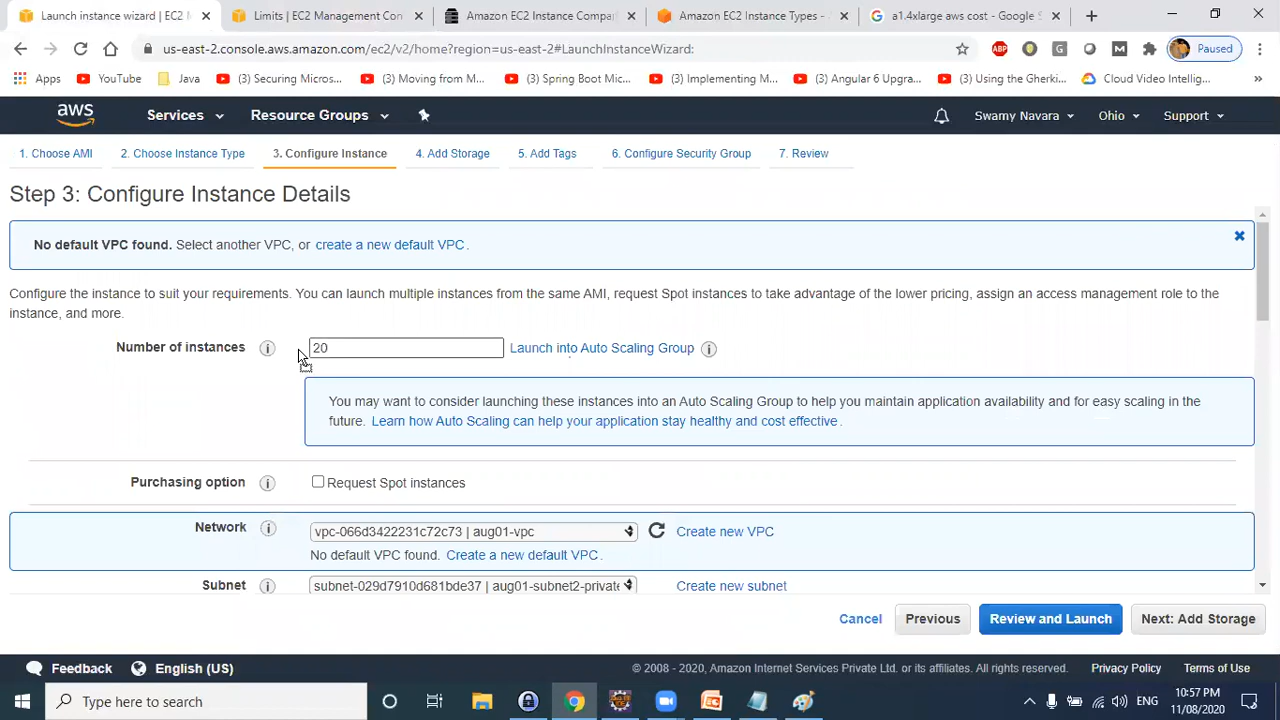 Launch instance wizard | EC2 M
Limits | EC2 Management Con
Amazon EC2 Instance Compar
Amazon EC2 Instance Types -
a1.4xlarge aws cost - Google S
us-east-2.console.aws.amazon.com/ec2/v2/home?region=us-east-2#LaunchInstanceWizard:
ABP
G
M
Paused
Apps
YouTube
Java
(3) Securing Micros...
(3) Moving from M...
(3) Spring Boot Mic...
(3) Implementing M...
(3) Angular 6 Upgra...
(3) Using the Gherki...
Cloud Video Intellig...
aws
Services
Resource Groups
Swamy Navara
Ohio
Support
1. Choose AMI
2. Choose Instance Type
3. Configure Instance
4. Add Storage
5. Add Tags
6. Configure Security Group
7. Review
Step 3: Configure Instance Details
No default VPC found. Select another VPC, or create a new default VPC.
Configure the instance to suit your requirements. You can launch multiple instances from the same AMI, request Spot instances to take advantage of the lower pricing, assign an access management role to the
instance, and more.
Number of instances
20
Launch into Auto Scaling Group
You may want to consider launching these instances into an Auto Scaling Group to help you maintain application availability and for easy scaling in the
future. Learn how Auto Scaling can help your application stay healthy and cost effective.
Purchasing option
Request Spot instances
Network
vpc-066d3422231c72c73 | aug01-vpc
Create new VPC
No default VPC found. Create a new default VPC.
Subnet
subnet-029d7910d681bde37 | aug01-subnet2-private
Create new subnet
Cancel
Previous
Review and Launch
Next: Add Storage
Feedback
English (US)
© 2008 - 2020, Amazon Internet Services Private Ltd. or its affiliates. All rights reserved.
Privacy Policy
Terms of Use
Type here to search
ENG
10:57 PM
11/08/2020